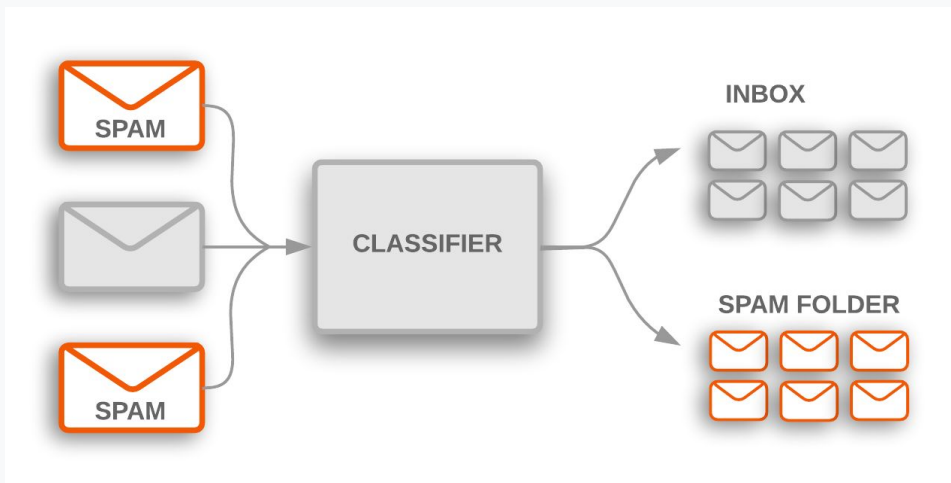 SPAM
SPAM
CLASSIFIER
INBOX
SPAM FOLDER